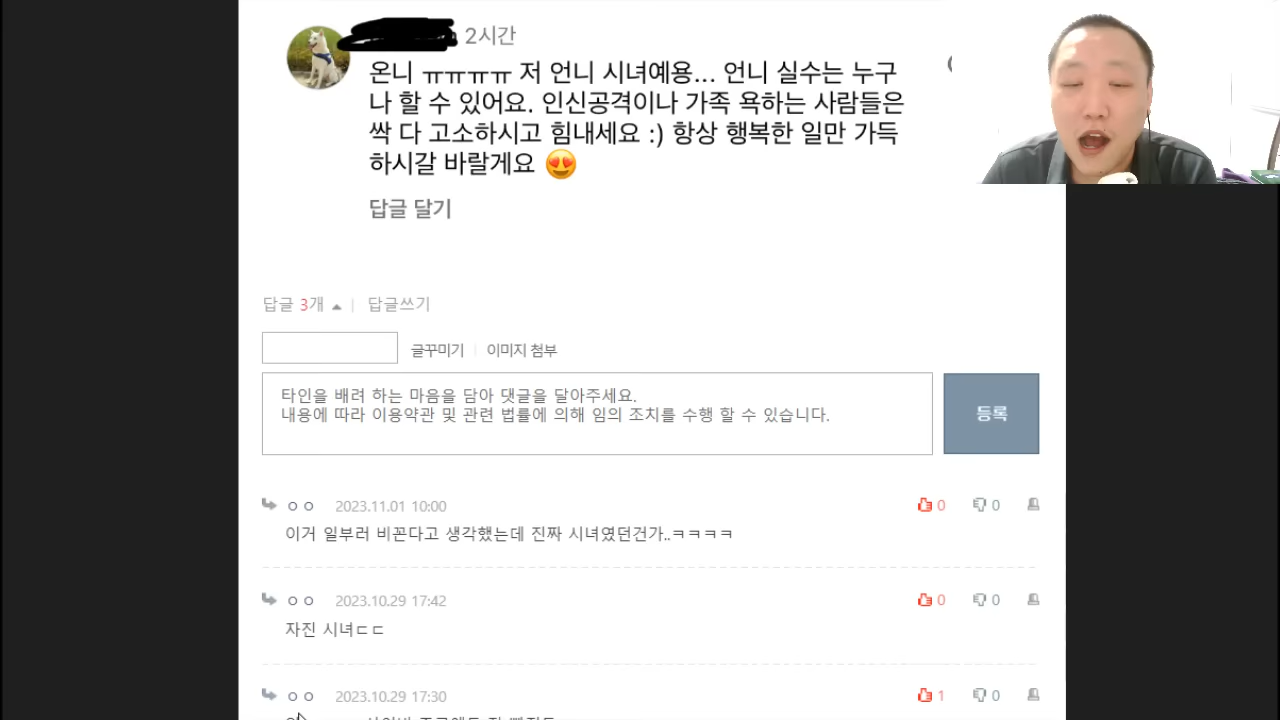 2시간
온니 ㅠㅠㅠㅠ 저 언니 시녀예용... 언니 실수는 누구
나 할 수 있어요. 인신공격이나 가족 욕하는 사람들은
싹 다 고소하시고 힘내세요 :) 항상 행복한 일만 가득
하시갈 바랄게요 😍
답글 달기
답글 3개 ▲ | 답글쓰기
글꾸미기 | 이미지 첨부
타인을 배려 하는 마음을 담아 댓글을 달아주세요.
내용에 따라 이용약관 및 관련 법률에 의해 임의 조치를 수행 할 수 있습니다.
등록
ㅇㅇ 2023.11.01 10:00 0 0
이거 일부러 비꼰다고 생각했는데 진짜 시녀였던건가..ㅋㅋㅋㅋ
ㅇㅇ 2023.10.29 17:42 0 0
자진 시녀ㄷㄷ
ㅇㅇ 2023.10.29 17:30 1 0